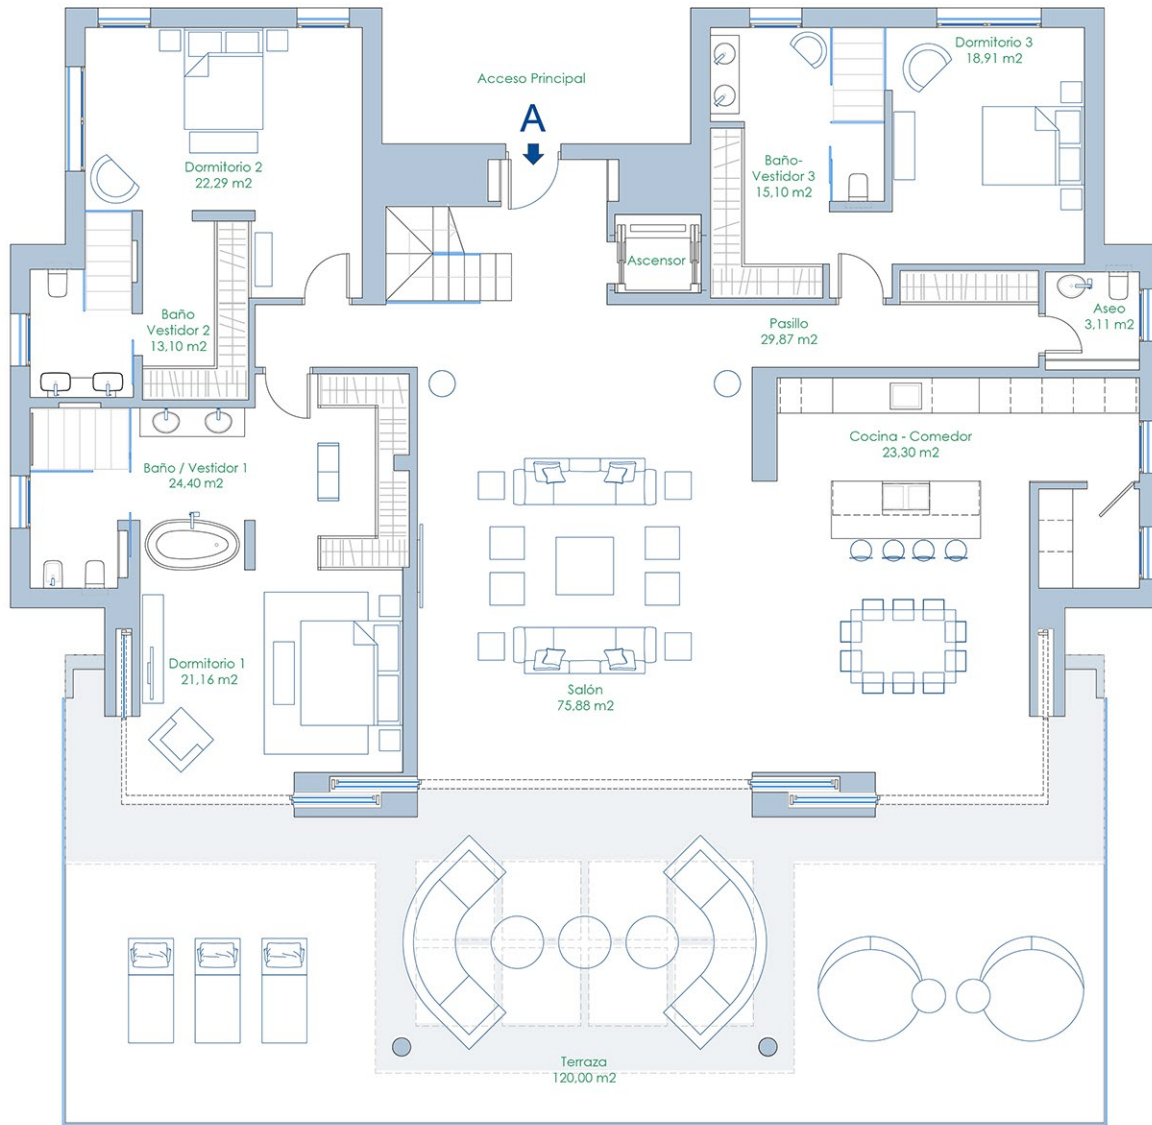 Acceso Principal
A
Dormitorio 3
18,91 m2
Dormitorio 2
22,29 m2
Baño-
Vestidor 3
15,10 m2
Ascensor
Baño
Vestidor 2
13,10 m2
Pasillo
29,87 m2
Aseo
3,11 m2
Cocina - Comedor
23,30 m2
Baño / Vestidor 1
24,40 m2
Dormitorio 1
21,16 m2
Salón
75,88 m2
Terraza
120,00 m2